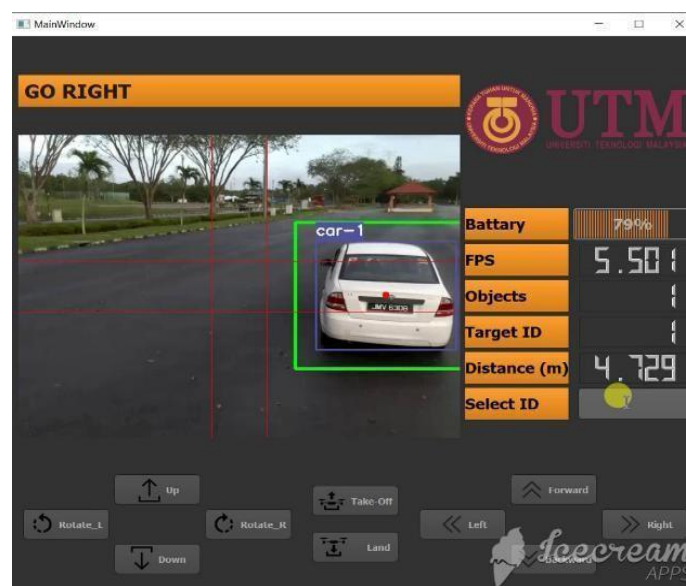 MainWindow
GO RIGHT
UTM
UNIVERSITI TEKNOLOGI MALAYSIA
car-1
JMV 6308
Battary
79%
FPS
5.501
Objects
1
Target ID
1
Distance (m)
4.729
Select ID
Up
Forward
Take-Off
Rotate_L
Rotate_R
Left
Right
Land
Down
Backward
Icecream
APPS